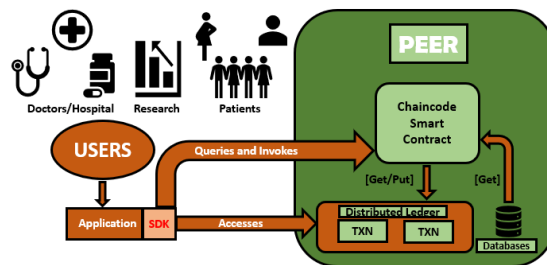 PEER
Doctors/Hospital
Research
Patients
Chaincode
Smart
Contract
USERS
Queries and Invokes
[Get/Put]
[Get]
Application
SDK
Accesses
Distributed Ledger
TXN
TXN
Databases